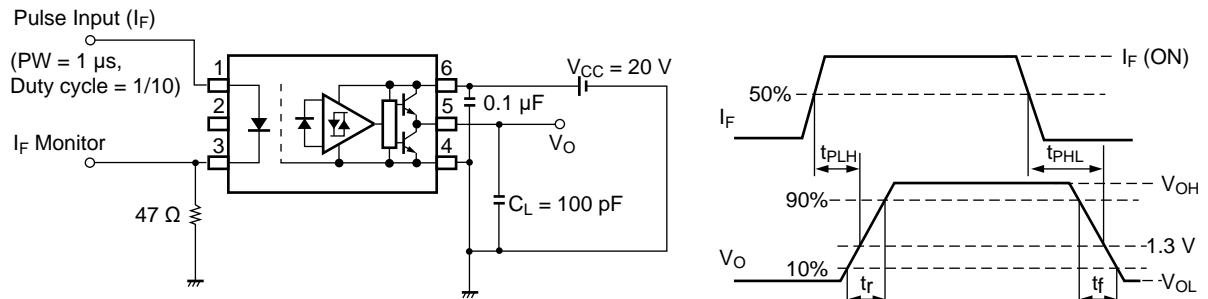 Pulse Input (IF)
(PW = 1 μs,
Duty cycle = 1/10)
IF Monitor
47 Ω
1
2
3
6
5
4
VCC = 20 V
0.1 μF
VO
CL = 100 pF
IF (ON)
50%
IF
tPLH
tPHL
VOH
90%
1.3 V
VO
10%
tr
tf
VOL